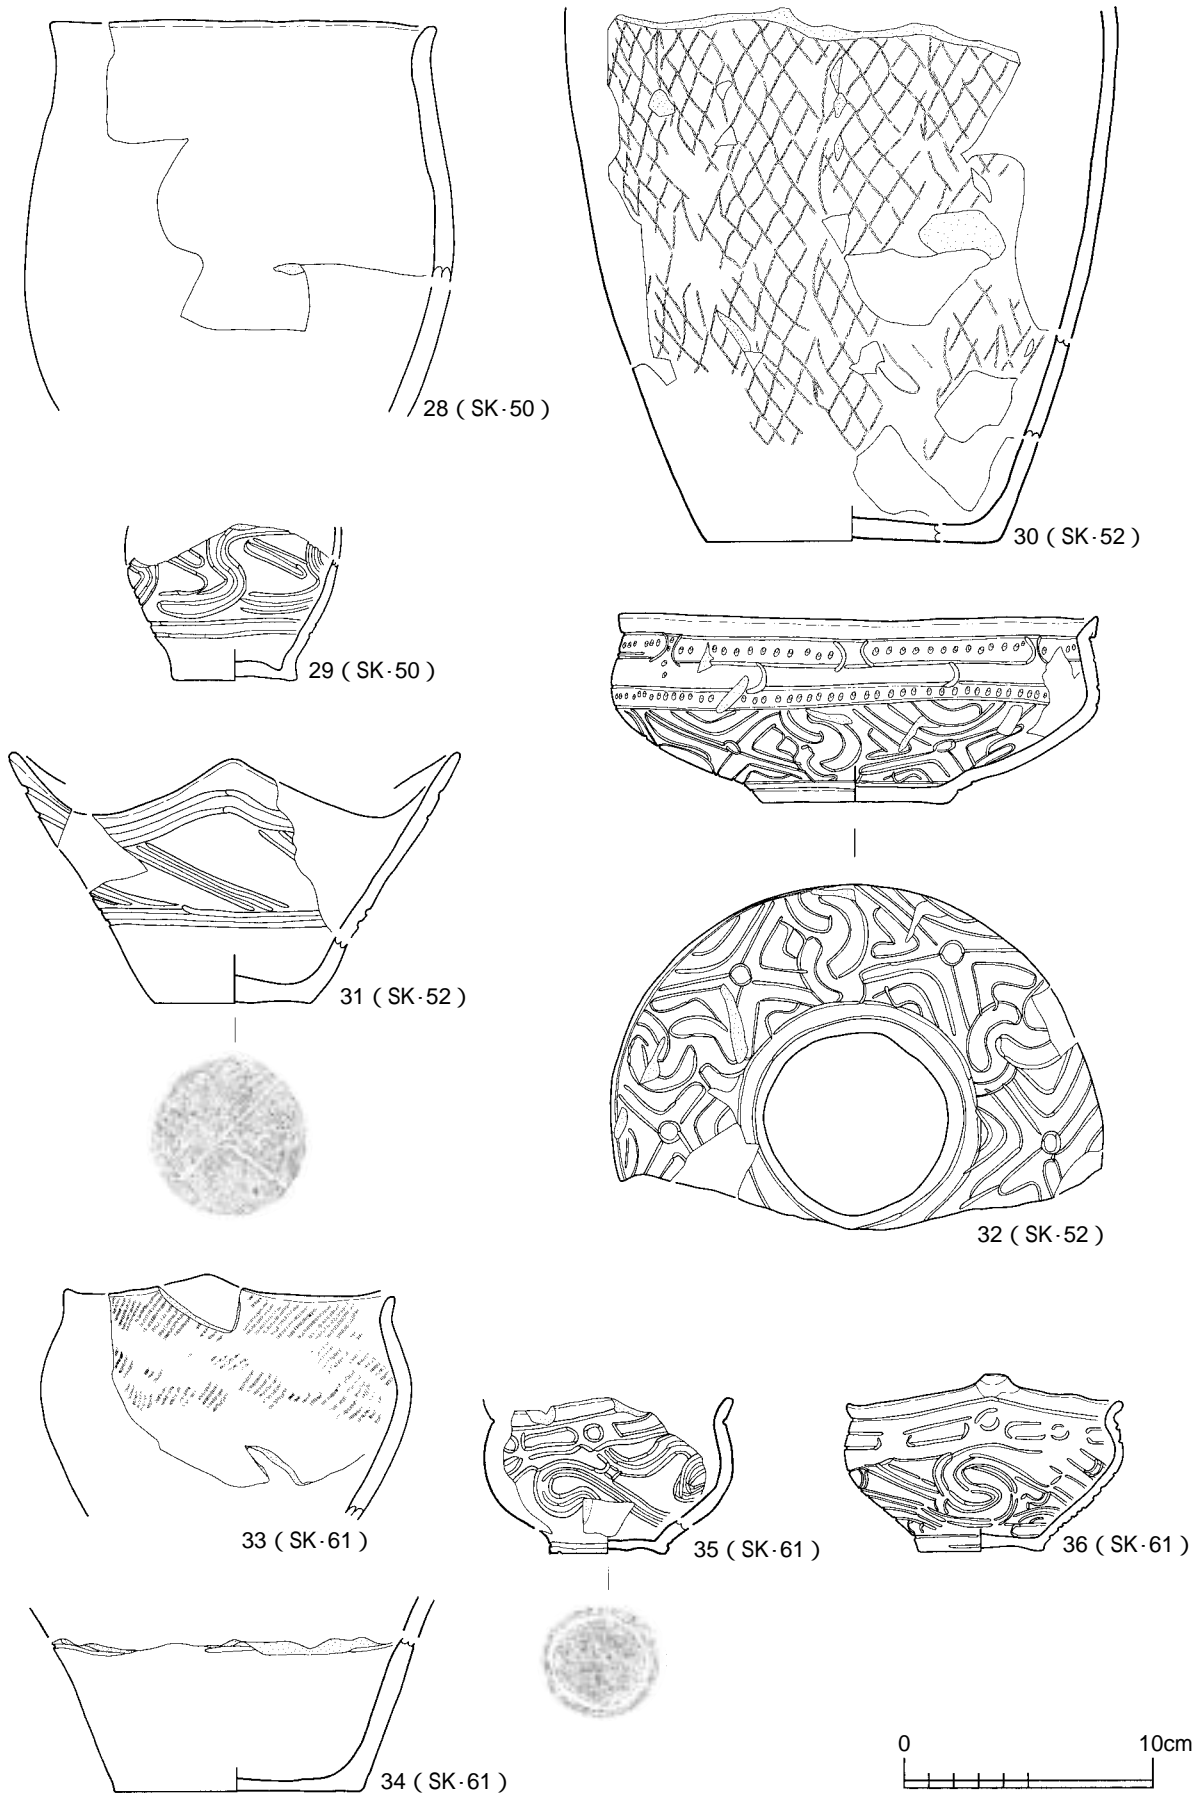 28 ( SK·50 )
30 ( SK·52 )
29 ( SK·50 )
31 ( SK·52 )
32 ( SK·52 )
33 ( SK·61 )
35 ( SK·61 )
36 ( SK·61 )
34 ( SK·61 )
0 10cm